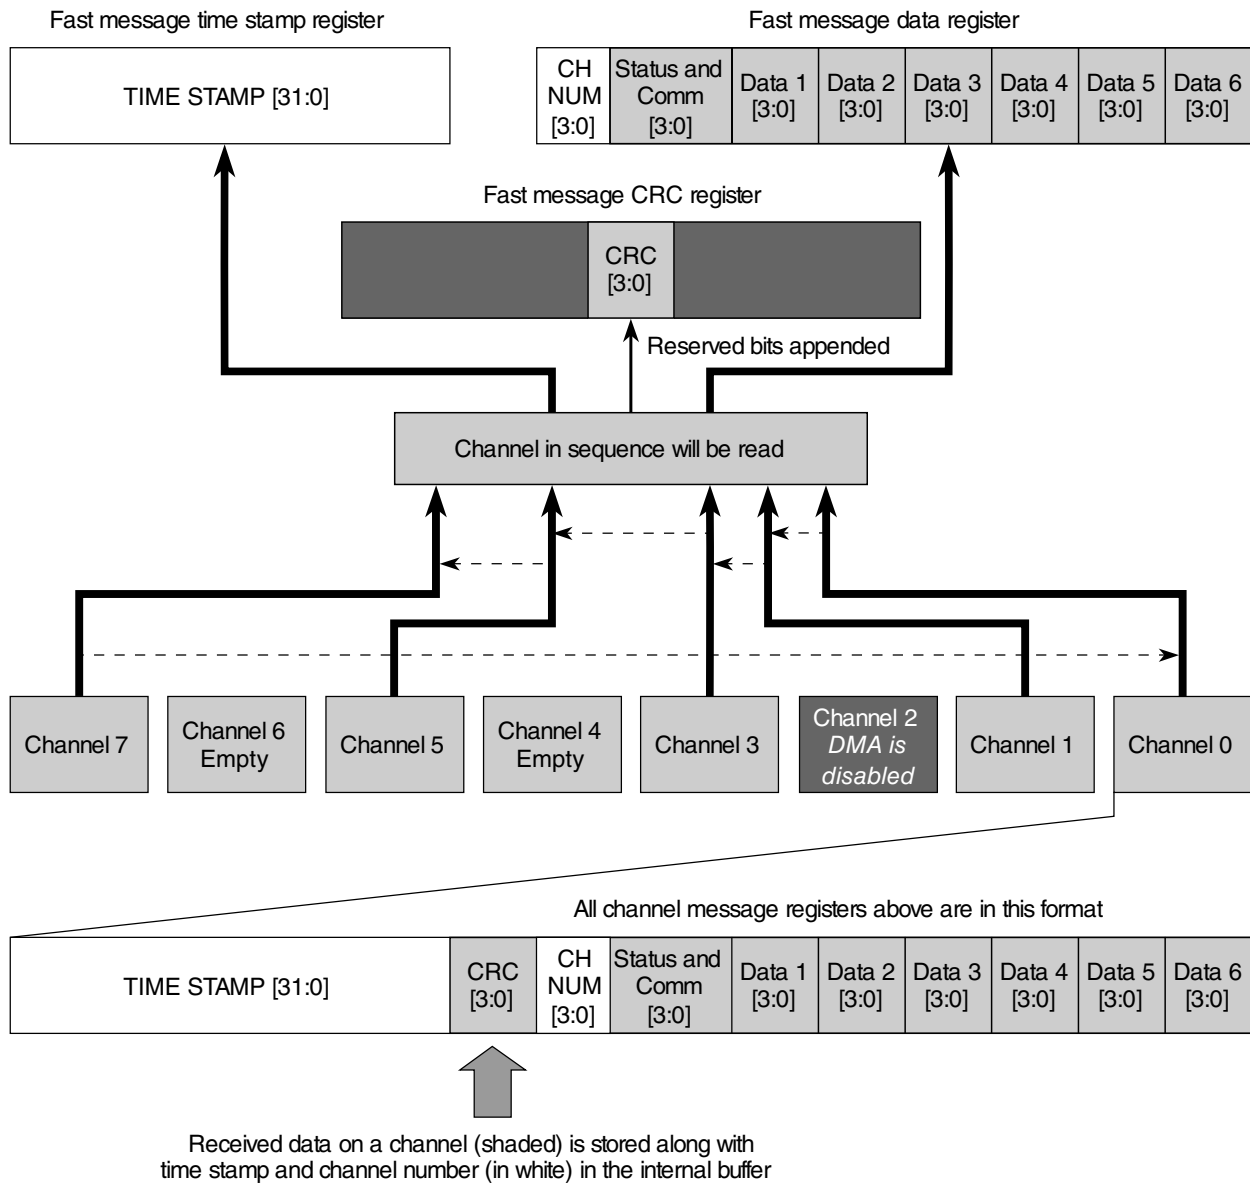 Fast message time stamp register
Fast message data register
TIME STAMP [31:0]
CH
NUM
[3:0]
Status and
Comm
[3:0]
Data 1
[3:0]
Data 2
[3:0]
Data 3
[3:0]
Data 4
[3:0]
Data 5
[3:0]
Data 6
[3:0]
Fast message CRC register
CRC
[3:0]
Reserved bits appended
Channel in sequence will be read
Channel 7
Channel 6
Empty
Channel 5
Channel 4
Empty
Channel 3
Channel 2
DMA is
disabled
Channel 1
Channel 0
All channel message registers above are in this format
TIME STAMP [31:0]
CRC
[3:0]
CH
NUM
[3:0]
Status and
Comm
[3:0]
Data 1
[3:0]
Data 2
[3:0]
Data 3
[3:0]
Data 4
[3:0]
Data 5
[3:0]
Data 6
[3:0]
Received data on a channel (shaded) is stored along with
time stamp and channel number (in white) in the internal buffer